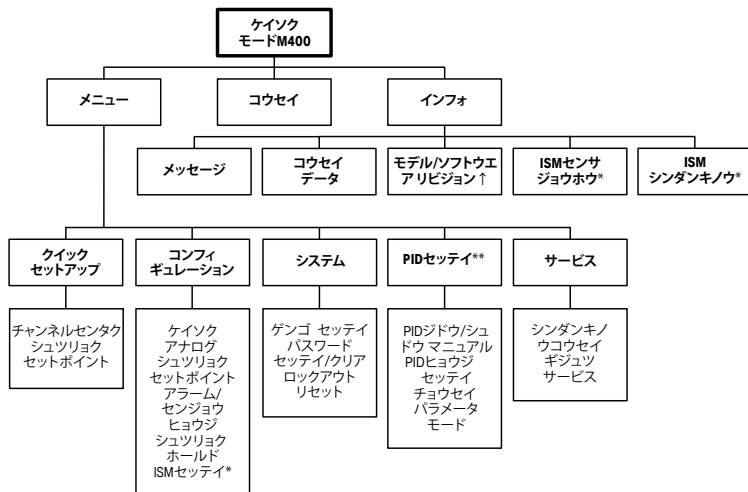 ケイソク
モードM400
メニュー
コウセイ
インフォ
メッセージ
コウセイ
データ
モデル/ソフトウエ
アリビジョン↑
ISMセンサ
ジョウホウ*
ISM
シンダンキノウ*
クイック
セットアップ
コンフィ
ギュレーション
システム
PIDセッテイ**
サービス
チャンネルセンタク
シュツリョク
セットポイント
ケイソク
アナログ
シュツリョク
セットポイント
アラーム/
センジョウ
ヒョウジ
シュツリョク
ホールド
ISMセッテイ*
ゲンゴ セッテイ
パスワード
セッテイ/クリア
ロックアウト
リセット
PIDジドウ/シュ
ドウ マニュアル
PIDヒョウジ
セッテイ
チョウセイ
パラメータ
モード
シンダンキノ
ウコウセイ
ギジュツ
サービス